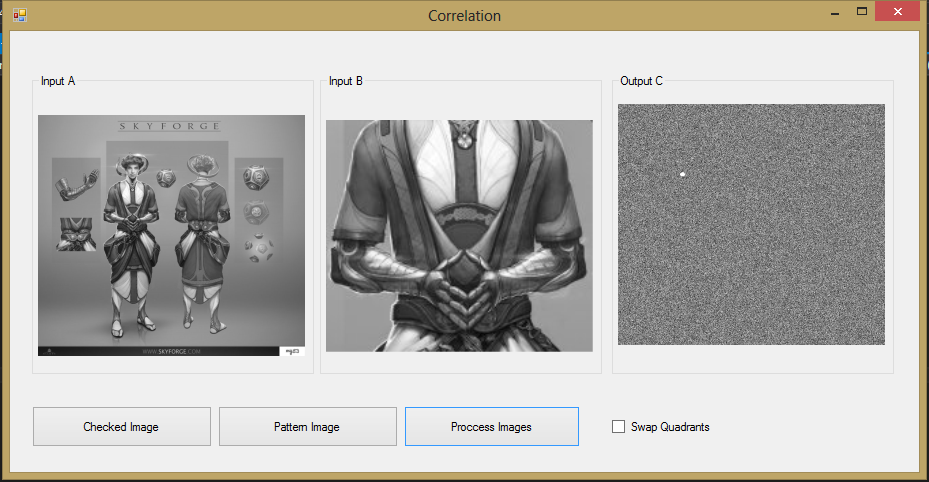 Correlation
Input A
Input B
Output C
SKYFORGE
WWW.SKYFORGE.COM
Checked Image
Pattern Image
Proccess Images
Swap Quadrants